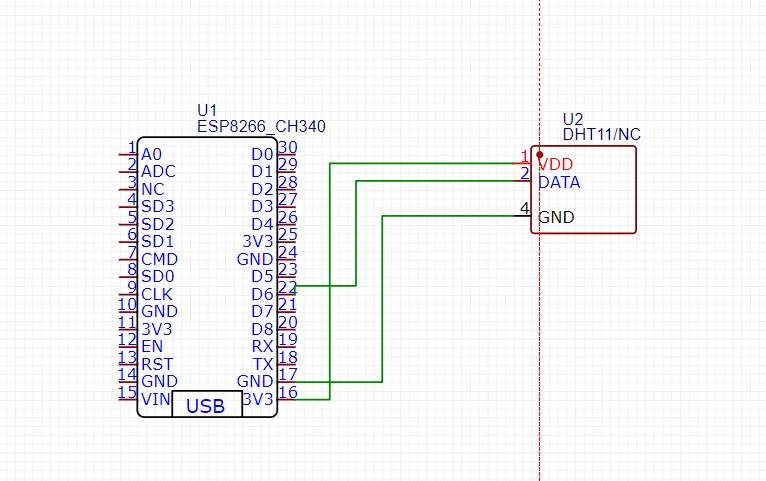 U1
ESP8266_CH340
1 A0 D0 30
2 ADC D1 29
3 NC D2 28
4 SD3 D3 27
5 SD2 D4 26
6 SD1 3V3 25
7 CMD GND 24
8 SD0 D5 23
9 CLK D6 22
10 GND D7 21
11 3V3 D8 20
12 EN RX 19
13 RST TX 18
14 GND GND 17
15 VIN USB 3V3 16
U2
DHT11/NC
1 VDD
2 DATA
4 GND